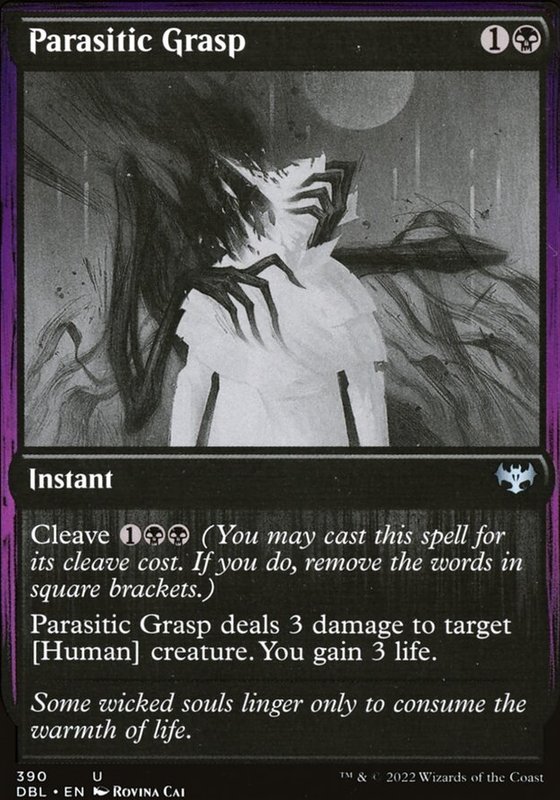 Parasitic Grasp 1
Instant
Cleave 1 (You may cast this spell for
its cleave cost. If you do, remove the words in
square brackets.)
Parasitic Grasp deals 3 damage to target
[Human] creature. You gain 3 life.
Some wicked souls linger only to consume the
warmth of life.
390 U
DBL • EN Rovina Cai
™ & © 2022 Wizards of the Coast